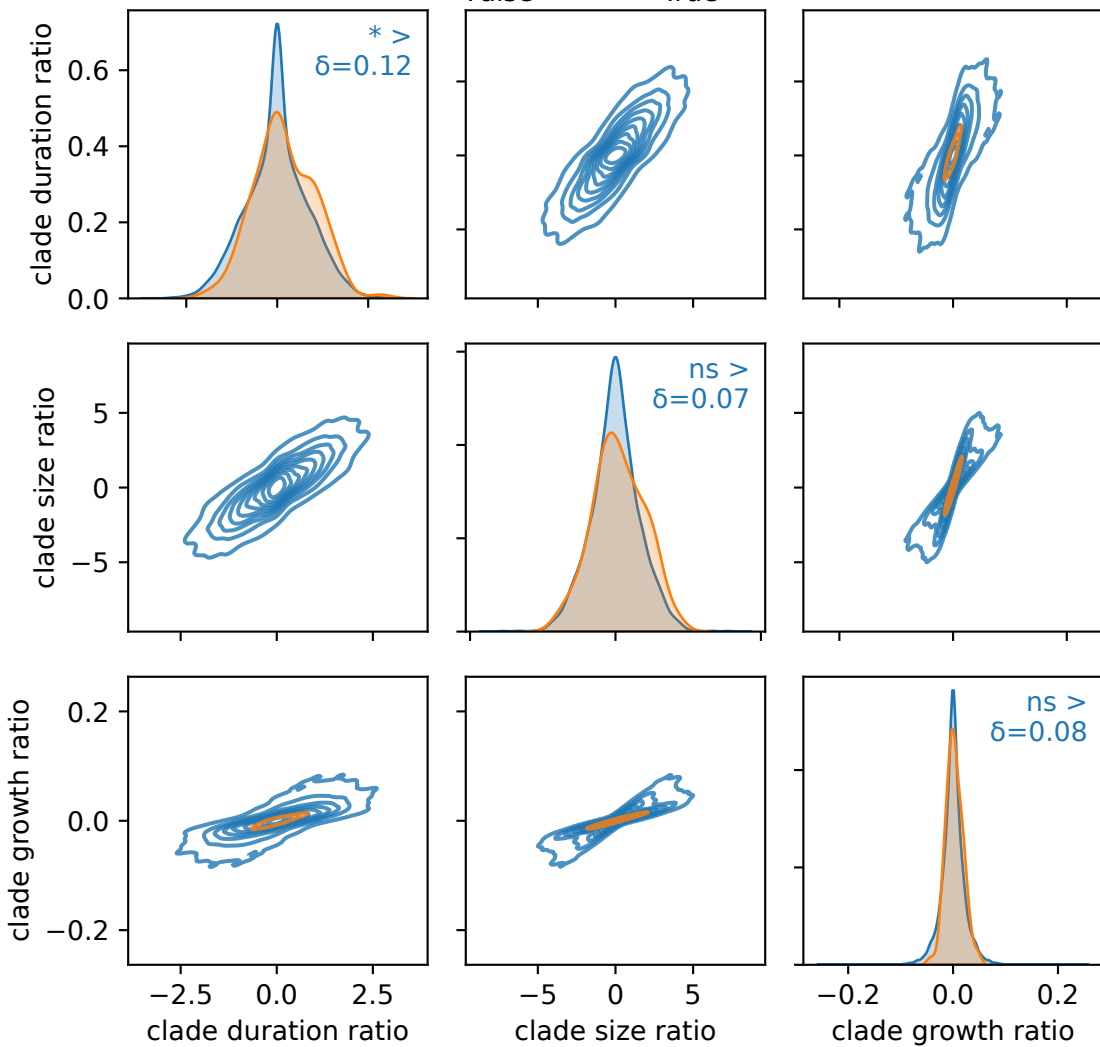 * >
δ=0.12
clade duration ratio
0.6
0.4
0.2
0.0
ns >
δ=0.07
clade size ratio
5
0
−5
ns >
δ=0.08
clade growth ratio
0.2
0.0
−0.2
−2.5 0.0 2.5
−5 0 5
−0.2 0.0 0.2
clade duration ratio
clade size ratio
clade growth ratio